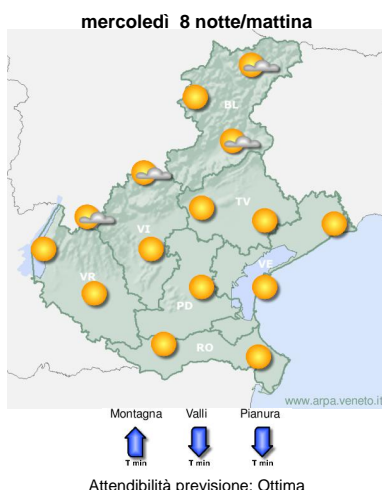 mercoledì 8 notte/mattina
BL
TV
VI
VE
VR
PD
RO
www.arpa.veneto.it
Montagna Valli Pianura
T min T min T min
Attendibilità previsione: Ottima